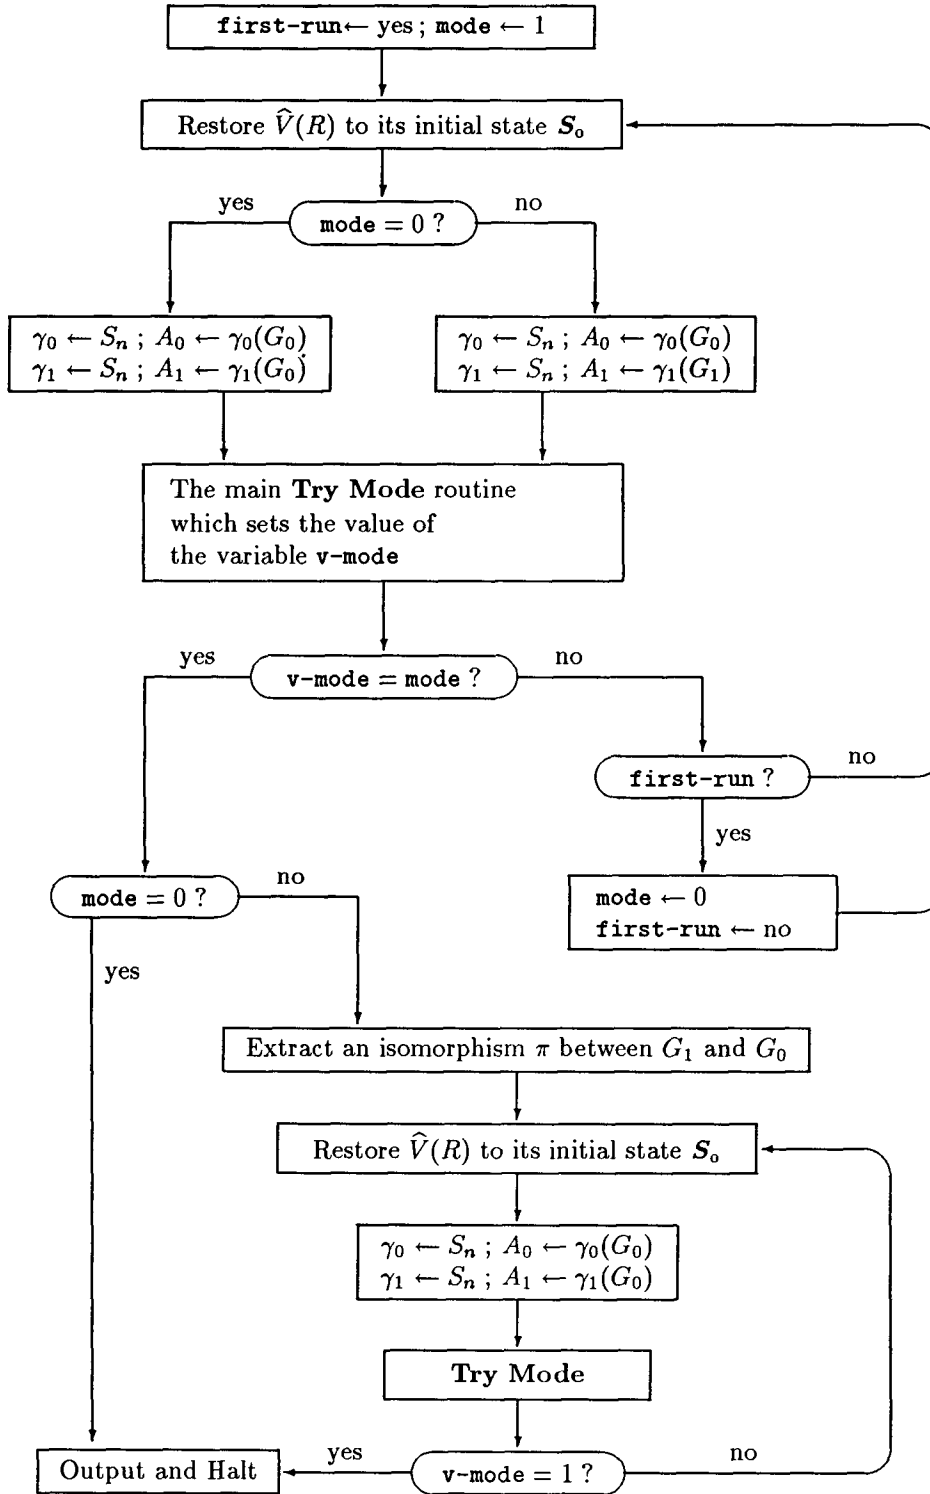 first-run← yes ; mode ← 1
Restore V̂(R) to its initial state S₀
yes
mode = 0 ?
no
γ₀ ← Sₙ ; A₀ ← γ₀(G₀)
γ₁ ← Sₙ ; A₁ ← γ₁(G₀)
γ₀ ← Sₙ ; A₀ ← γ₀(G₀)
γ₁ ← Sₙ ; A₁ ← γ₁(G₁)
The main Try Mode routine
which sets the value of
the variable v-mode
yes
v-mode = mode ?
no
first-run ?
no
yes
mode = 0 ?
no
mode ← 0
first-run ← no
yes
Extract an isomorphism π between G₁ and G₀
Restore V̂(R) to its initial state S₀
γ₀ ← Sₙ ; A₀ ← γ₀(G₀)
γ₁ ← Sₙ ; A₁ ← γ₁(G₀)
Try Mode
Output and Halt
yes
v-mode = 1 ?
no